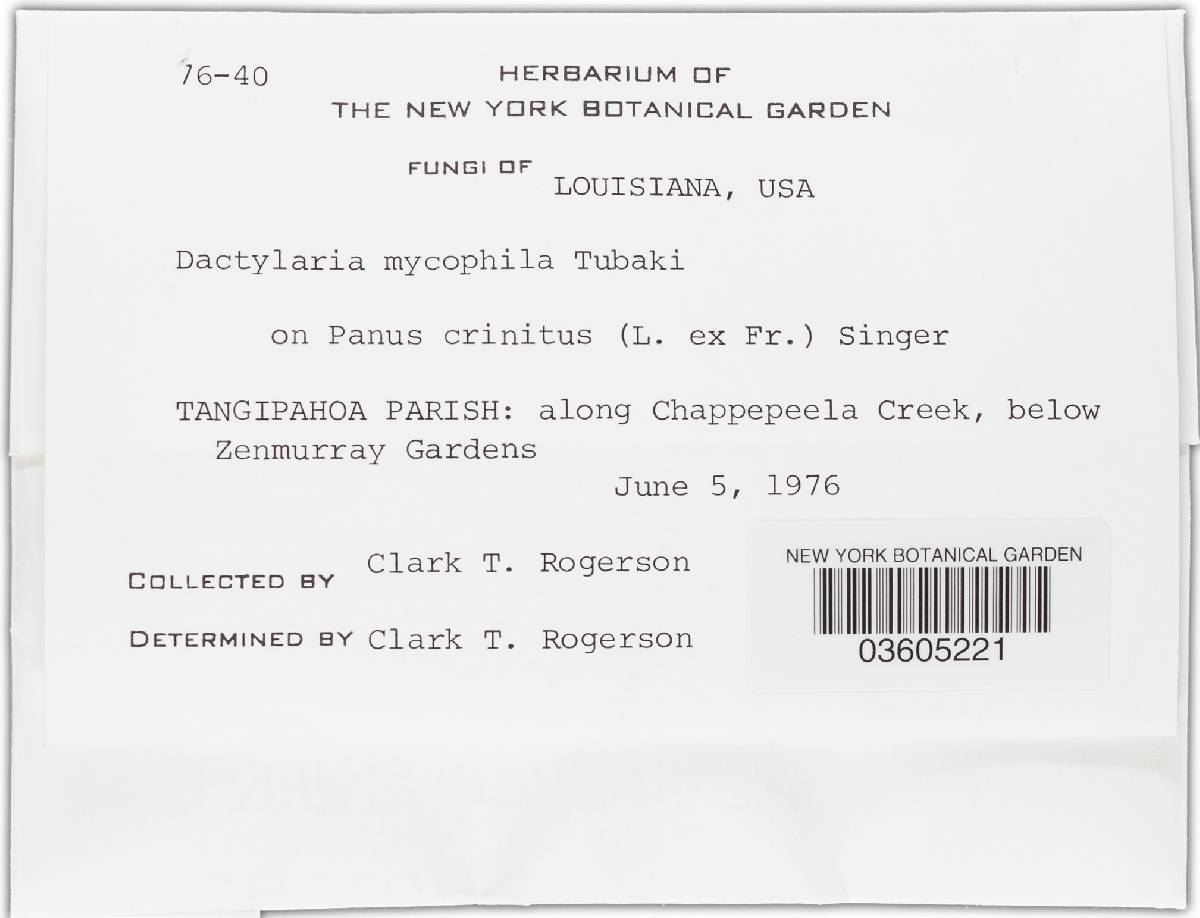 76-40
HERBARIUM OF
THE NEW YORK BOTANICAL GARDEN
FUNGI OF LOUISIANA, USA
Dactylaria mycophila Tubaki
on Panus crinitus (L. ex Fr.) Singer
TANGIPAHOA PARISH: along Chappepeela Creek, below
Zenmurray Gardens
June 5, 1976
COLLECTED BY Clark T. Rogerson
DETERMINED BY Clark T. Rogerson
NEW YORK BOTANICAL GARDEN
03605221